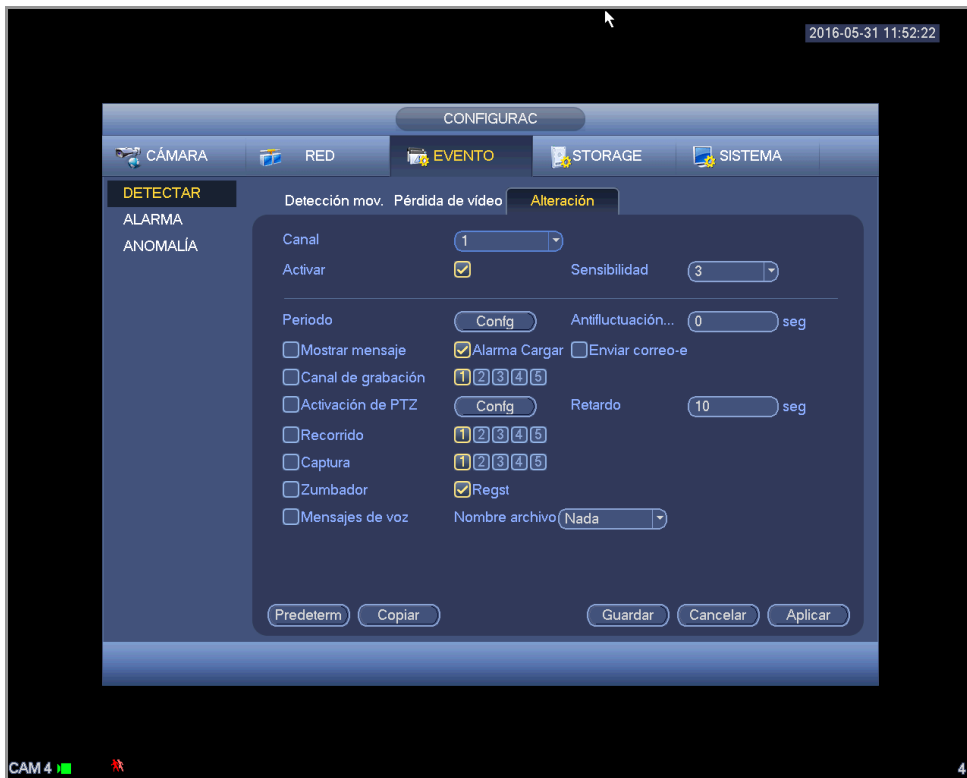 2016-05-31 11:52:22
CONFIGURAC
CÁMARA RED EVENTO STORAGE SISTEMA
DETECTAR
ALARMA
ANOMALÍA
Detección mov. Pérdida de vídeo Alteración
Canal 1
Activar Sensibilidad 3
Periodo Confg Antifluctuación... 0 seg
Mostrar mensaje Alarma Cargar Enviar correo-e
Canal de grabación 1 2 3 4 5
Activación de PTZ Confg Retardo 10 seg
Recorrido 1 2 3 4 5
Captura 1 2 3 4 5
Zumbador Regst
Mensajes de voz Nombre archivo Nada
Predeterm Copiar Guardar Cancelar Aplicar
CAM 4 4